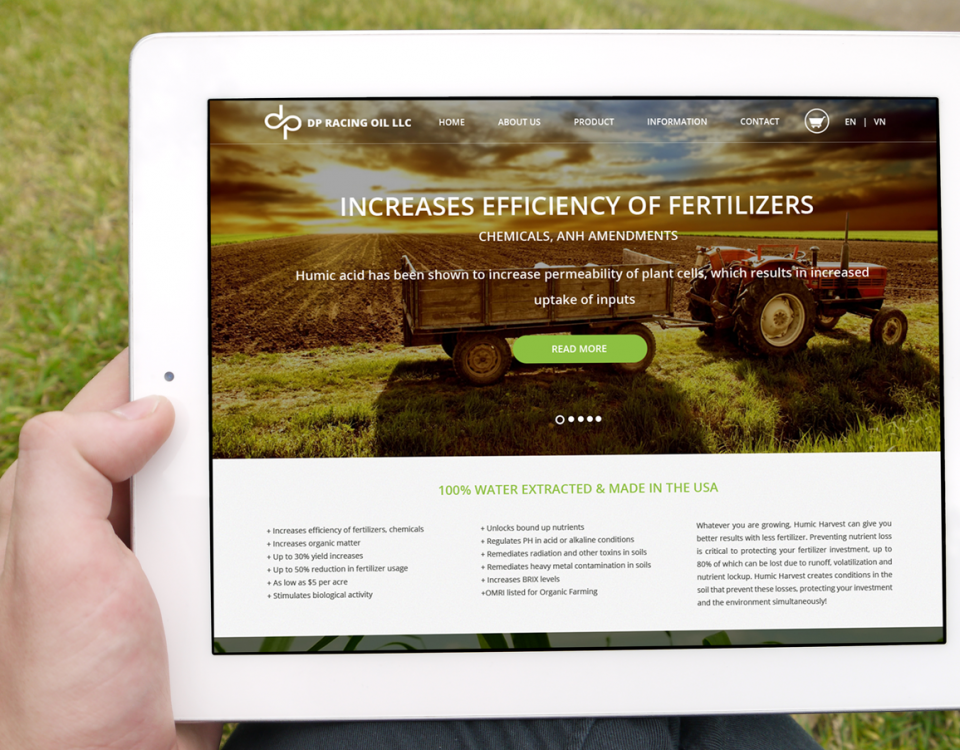 dp DP RACING OIL LLC HOME ABOUT US PRODUCT INFORMATION CONTACT EN | VN
INCREASES EFFICIENCY OF FERTILIZERS
CHEMICALS, ANH AMENDMENTS
Humic acid has been shown to increase permeability of plant cells, which results in increased
uptake of inputs
READ MORE
100% WATER EXTRACTED & MADE IN THE USA
+ Increases efficiency of fertilizers, chemicals
+ Increases organic matter
+ Up to 30% yield increases
+ Up to 50% reduction in fertilizer usage
+ As low as $5 per acre
+ Stimulates biological activity
+ Unlocks bound up nutrients
+ Regulates PH in acid or alkaline conditions
+ Remediates radiation and other toxins in soils
+ Remediates heavy metal contamination in soils
+ Increases BRIX levels
+OMRI listed for Organic Farming
Whatever you are growing, Humic Harvest can give you
better results with less fertilizer. Preventing nutrient loss
is critical to protecting your fertilizer investment, up to
80% of which can be lost due to runoff, volatilization and
nutrient lockup. Humic Harvest creates conditions in the
soil that prevent these losses, protecting your investment
and the environment simultaneously!